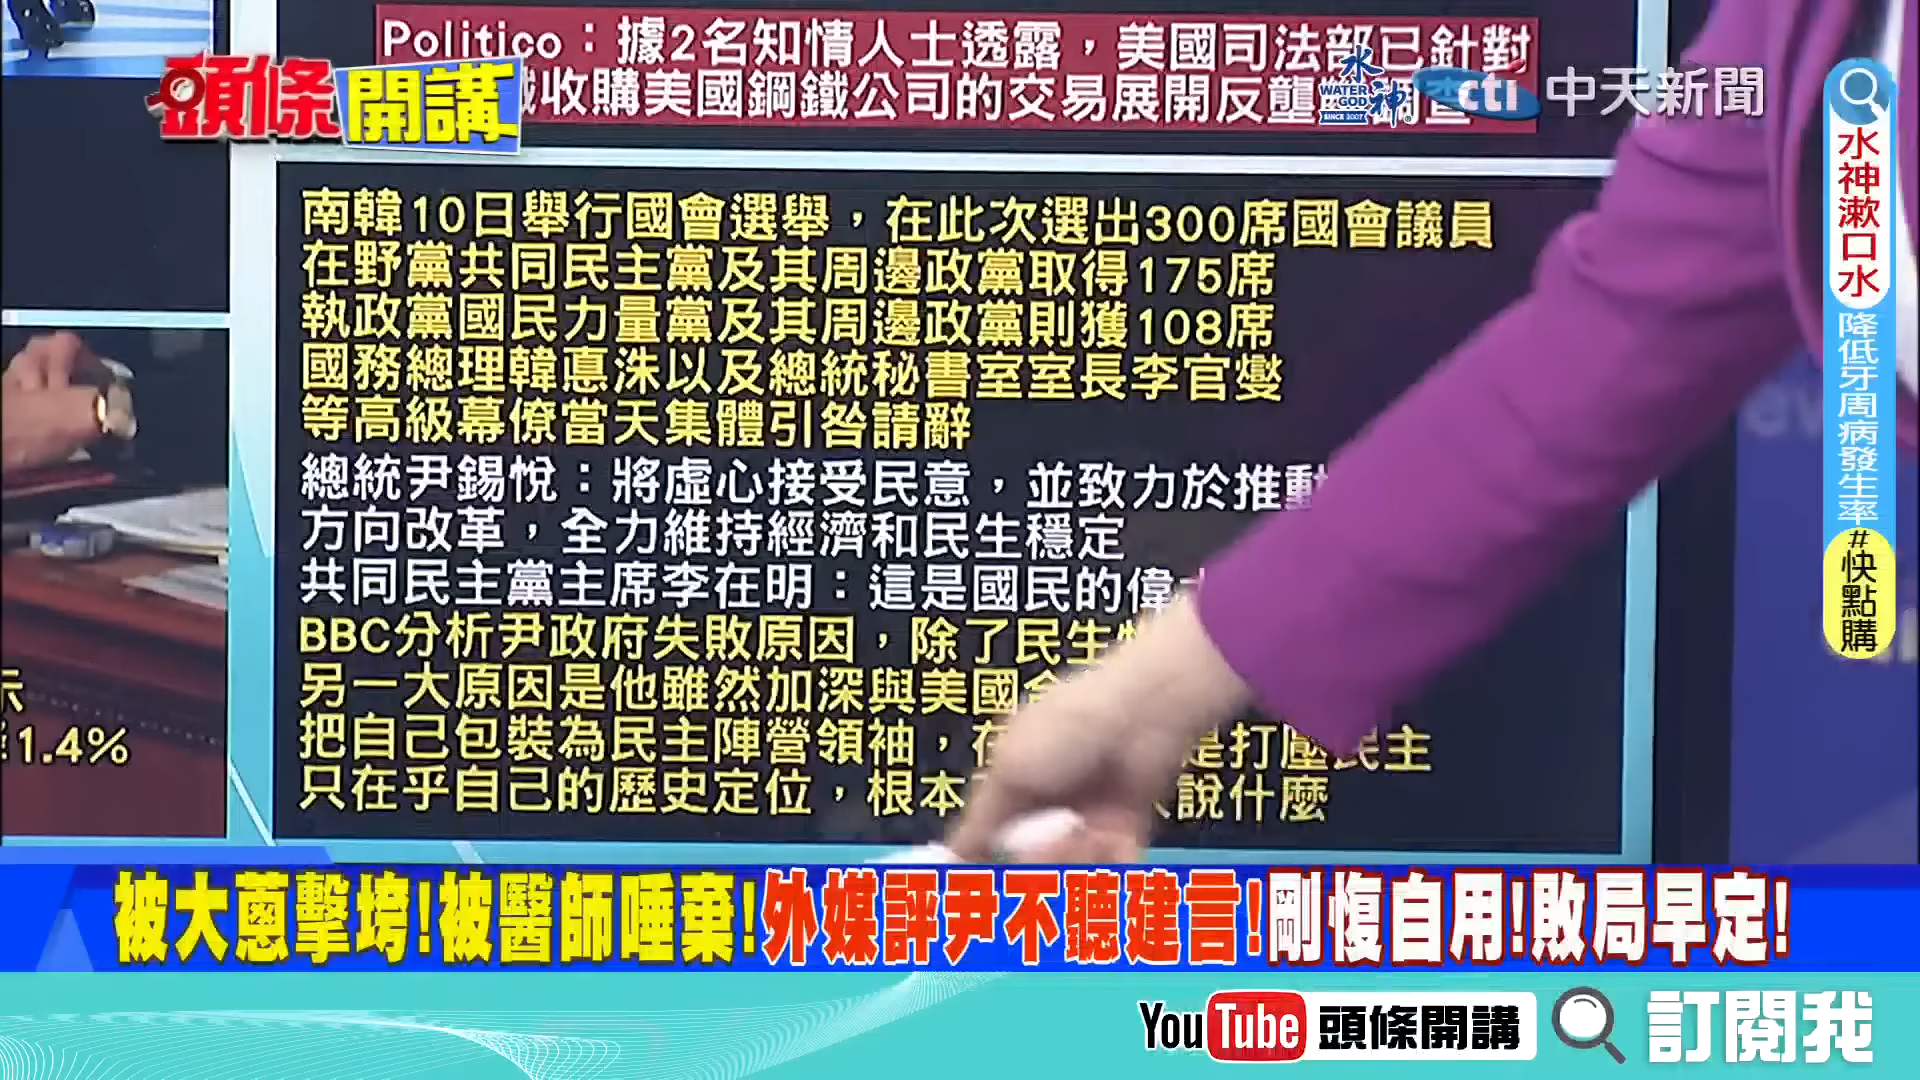 Politico：據2名知情人士透露，美國司法部已針對
收購美國鋼鐵公司的交易展開反壟
頭條開講
水神
WATER GOD
SINCE 2007
cti 中天新聞
南韓10日舉行國會選舉，在此次選出300席國會議員
在野黨共同民主黨及其周邊政黨取得175席
執政黨國民力量黨及其周邊政黨則獲108席
國務總理韓悳洙以及總統秘書室室長李官燮
等高級幕僚當天集體引咎請辭
總統尹錫悅：將虛心接受民意，並致力於推動
方向改革，全力維持經濟和民生穩定
共同民主黨主席李在明：這是國民的偉
BBC分析尹政府失敗原因，除了民生
另一大原因是他雖然加深與美國合
把自己包裝為民主陣營領袖，在 是打壓民主
只在乎自己的歷史定位，根本 說什麼
1.4%
水神漱口水
降低牙周病發生率
#快點購
被大蔥擊垮!被醫師唾棄!外媒評尹不聽建言!剛愎自用!敗局早定!
YouTube 頭條開講 訂閱我